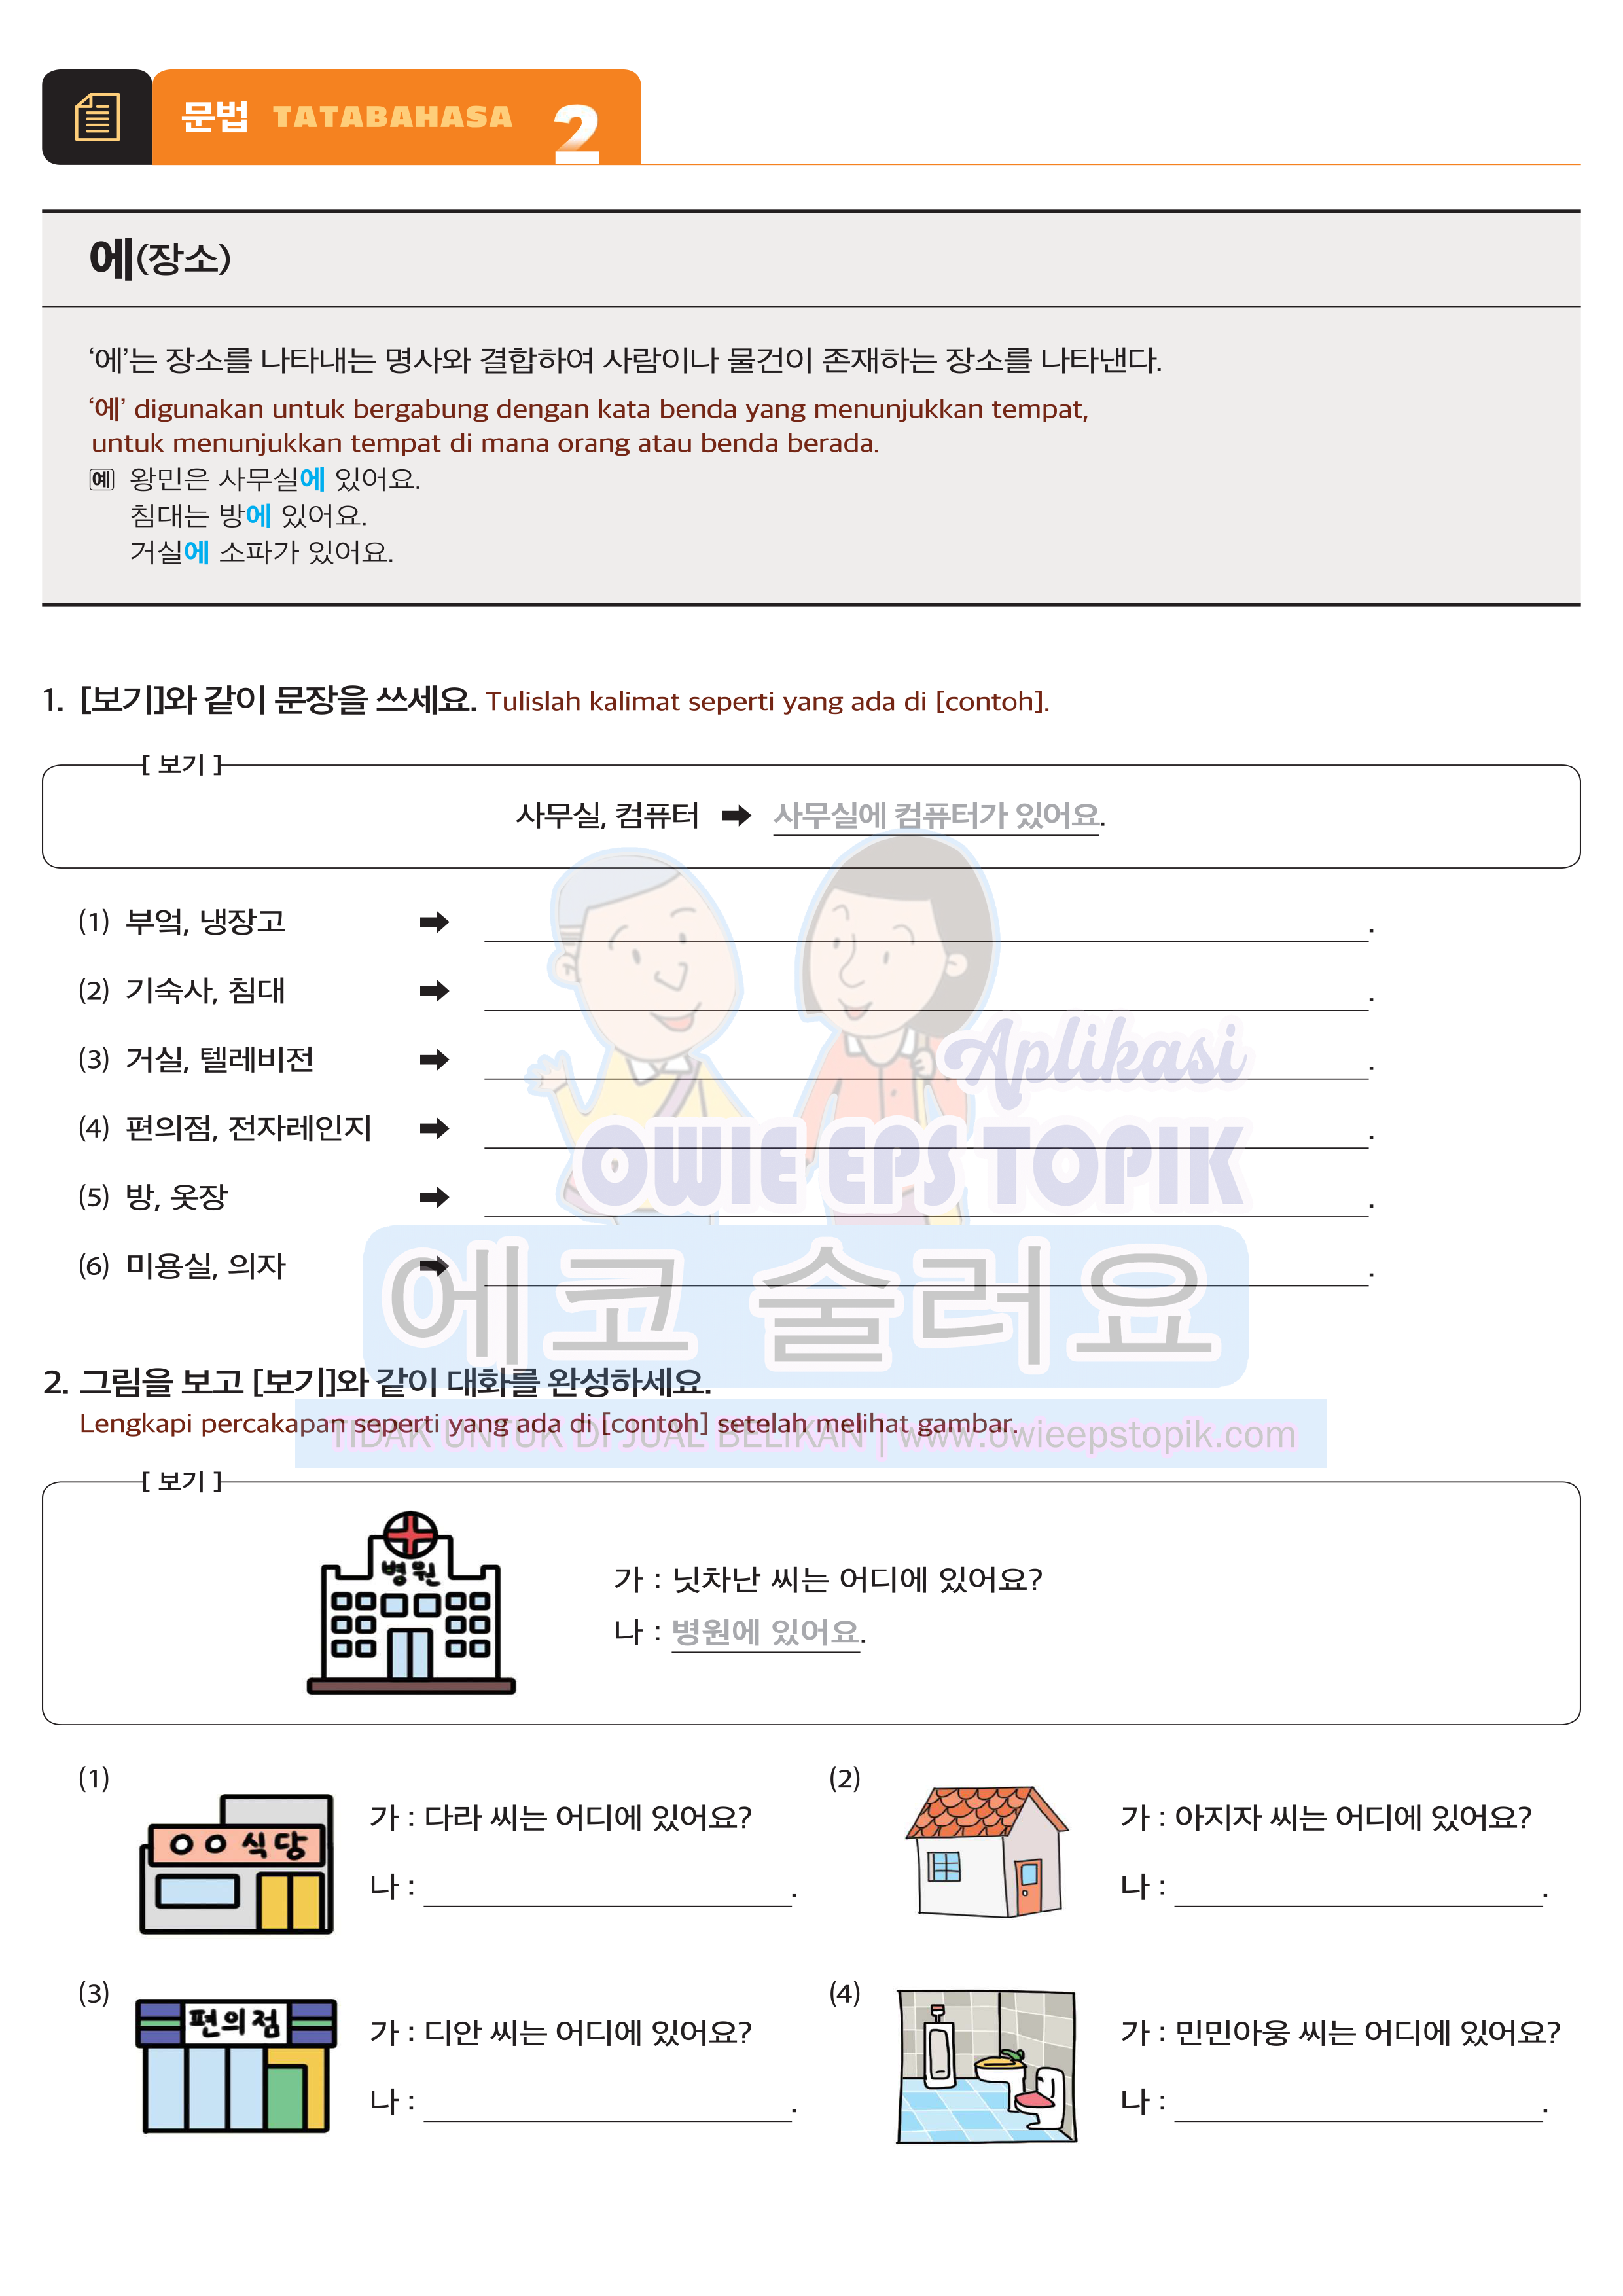 문법 TATABAHASA 2
에(장소)
‘에’는 장소를 나타내는 명사와 결합하여 사람이나 물건이 존재하는 장소를 나타낸다.
‘에’ digunakan untuk bergabung dengan kata benda yang menunjukkan tempat,
untuk menunjukkan tempat di mana orang atau benda berada.
예 왕민은 사무실에 있어요.
침대는 방에 있어요.
거실에 소파가 있어요.
1. [보기]와 같이 문장을 쓰세요. Tulislah kalimat seperti yang ada di [contoh].
[ 보기 ]
사무실, 컴퓨터 ➡ 사무실에 컴퓨터가 있어요.
(1) 부엌, 냉장고 ➡ .
(2) 기숙사, 침대 ➡ .
(3) 거실, 텔레비전 ➡ .
Aplikasi
(4) 편의점, 전자레인지 ➡ .
OWIE EPS TOPIK
(5) 방, 옷장 ➡ .
(6) 미용실, 의자 ➡ .
에코 술러요
2. 그림을 보고 [보기]와 같이 대화를 완성하세요.
Lengkapi percakapan seperti yang ada di [contoh] setelah melihat gambar.
TIDAK UNTUK DI JUAL BELIKAN | www.owieepstopik.com
[ 보기 ]
병원
가 : 닛차난 씨는 어디에 있어요?
나 : 병원에 있어요.
(1)
○○식당
가 : 다라 씨는 어디에 있어요?
나 : .
(2)
가 : 아지자 씨는 어디에 있어요?
나 : .
(3)
편의점
가 : 디안 씨는 어디에 있어요?
나 : .
(4)
가 : 민민아웅 씨는 어디에 있어요?
나 : .